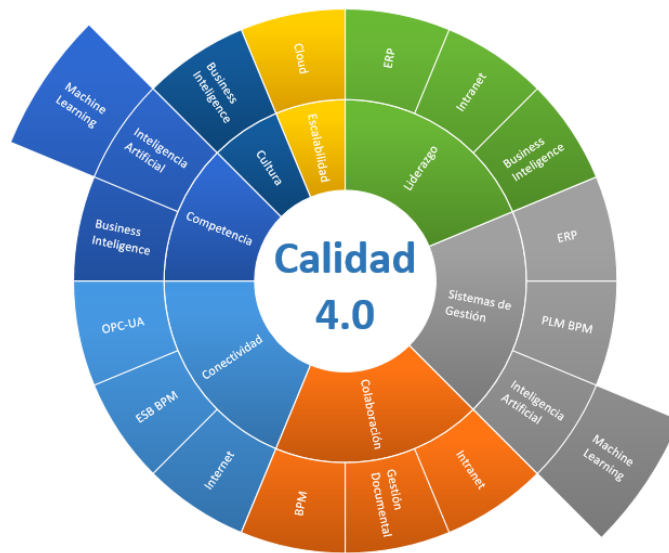 Calidad
4.0
Liderazgo
ERP
Intranet
Business
Inteligence
Sistemas de
Gestión
ERP
PLM BPM
Inteligencia
Artificial
Machine
Learning
Colaboración
Intranet
Gestión
Documental
BPM
Conectividad
Internet
ESB BPM
OPC-UA
Competencia
Business
Inteligence
Inteligencia
Artificial
Machine
Learning
Cultura
Business
Inteligence
Escalabilidad
Cloud